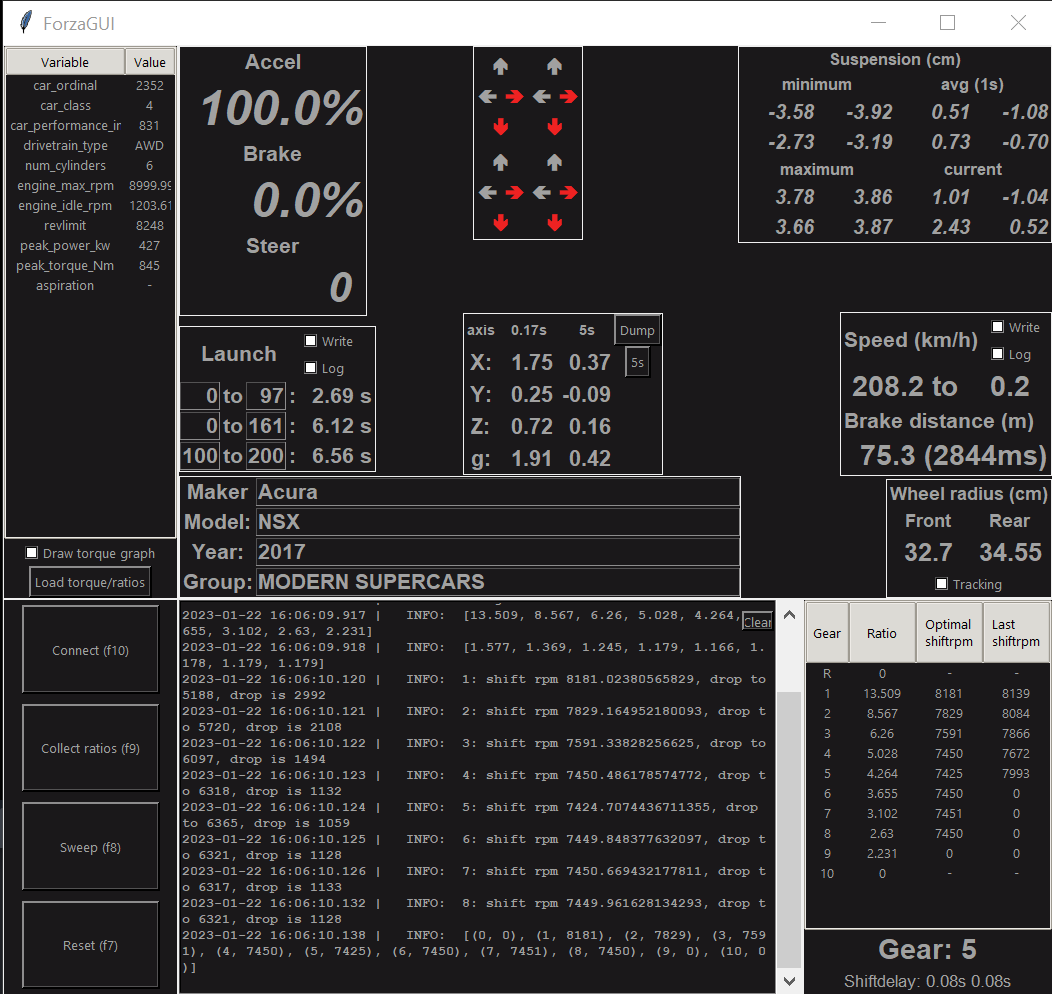 ForzaGUI
Variable Value
car_ordinal 2352
car_class 4
car_performance_ir 831
drivetrain_type AWD
num_cylinders 6
engine_max_rpm 8999.99
engine_idle_rpm 1203.61
revlimit 8248
peak_power_kw 427
peak_torque_Nm 845
aspiration -
Draw torque graph
Load torque/ratios
Accel
100.0%
Brake
0.0%
Steer
0
Suspension (cm)
minimum avg (1s)
-3.58 -3.92 0.51 -1.08
-2.73 -3.19 0.73 -0.70
maximum current
3.78 3.86 1.01 -1.04
3.66 3.87 2.43 0.52
Launch
Write
Log
0 to 97 : 2.69 s
0 to 161 : 6.12 s
100 to 200 : 6.56 s
axis 0.17s 5s Dump
X: 1.75 0.37 5s
Y: 0.25 -0.09
Z: 0.72 0.16
g: 1.91 0.42
Speed (km/h)
Write
Log
208.2 to 0.2
Brake distance (m)
75.3 (2844ms)
Maker Acura
Model: NSX
Year: 2017
Group: MODERN SUPERCARS
Wheel radius (cm)
Front Rear
32.7 34.55
Tracking
Connect (f10)
Collect ratios (f9)
Sweep (f8)
Reset (f7)
Clear
2023-01-22 16:06:09.917 | INFO: [13.509, 8.567, 6.26, 5.028, 4.264,
655, 3.102, 2.63, 2.231]
2023-01-22 16:06:09.918 | INFO: [1.577, 1.369, 1.245, 1.179, 1.166, 1.
178, 1.179, 1.179]
2023-01-22 16:06:10.120 | INFO: 1: shift rpm 8181.02380565829, drop to
5188, drop is 2992
2023-01-22 16:06:10.121 | INFO: 2: shift rpm 7829.164952180093, drop t
o 5720, drop is 2108
2023-01-22 16:06:10.122 | INFO: 3: shift rpm 7591.33828256625, drop to
6097, drop is 1494
2023-01-22 16:06:10.123 | INFO: 4: shift rpm 7450.486178574772, drop t
o 6318, drop is 1132
2023-01-22 16:06:10.124 | INFO: 5: shift rpm 7424.7074436711355, drop
to 6365, drop is 1059
2023-01-22 16:06:10.125 | INFO: 6: shift rpm 7449.848377632097, drop t
o 6321, drop is 1128
2023-01-22 16:06:10.126 | INFO: 7: shift rpm 7450.669432177811, drop t
o 6317, drop is 1133
2023-01-22 16:06:10.132 | INFO: 8: shift rpm 7449.961628134293, drop t
o 6321, drop is 1128
2023-01-22 16:06:10.138 | INFO: [(0, 0), (1, 8181), (2, 7829), (3, 759
1), (4, 7450), (5, 7425), (6, 7450), (7, 7451), (8, 7450), (9, 0), (10, 0
)]
Gear Ratio Optimal shiftrpm Last shiftrpm
R 0 - -
1 13.509 8181 8139
2 8.567 7829 8084
3 6.26 7591 7866
4 5.028 7450 7672
5 4.264 7425 7993
6 3.655 7450 0
7 3.102 7451 0
8 2.63 7450 0
9 2.231 0 0
10 0 - -
Gear: 5
Shiftdelay: 0.08s 0.08s